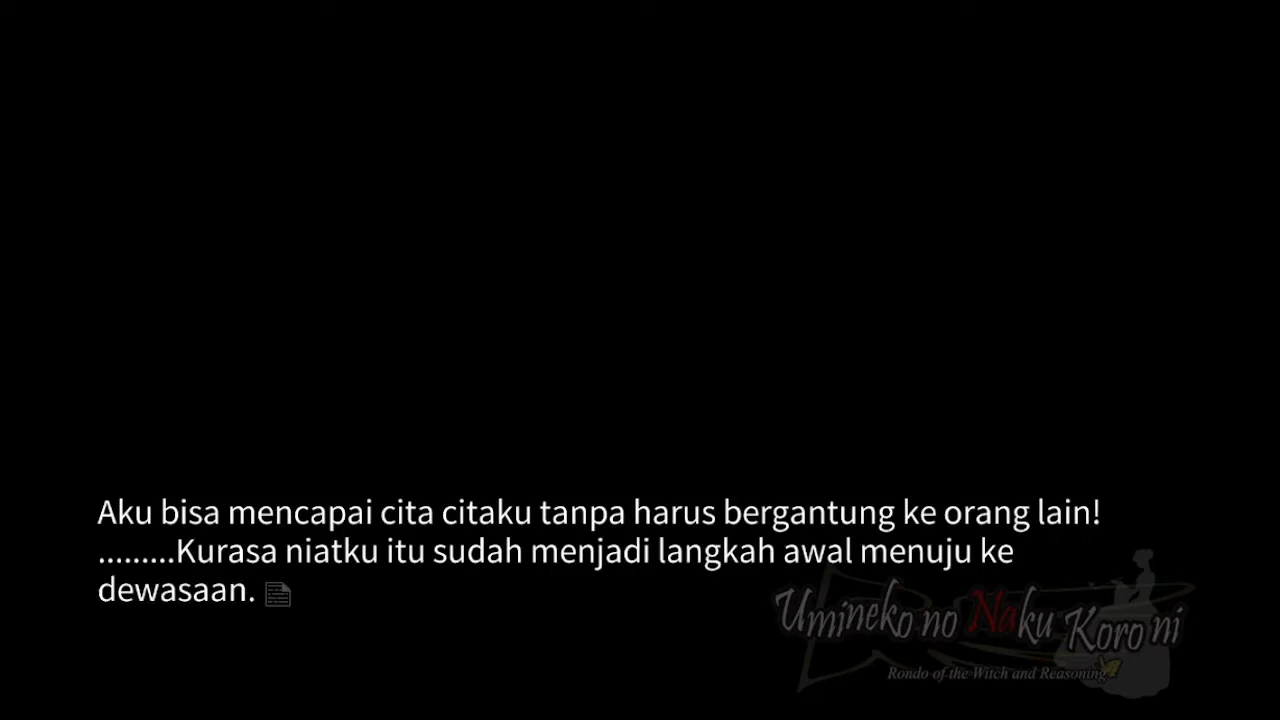 Aku bisa mencapai cita citaku tanpa harus bergantung ke orang lain!
.........Kurasa niatku itu sudah menjadi langkah awal menuju ke
dewasaan.
Umineko no Naku Koro ni
Rondo of the Witch and Reasoning